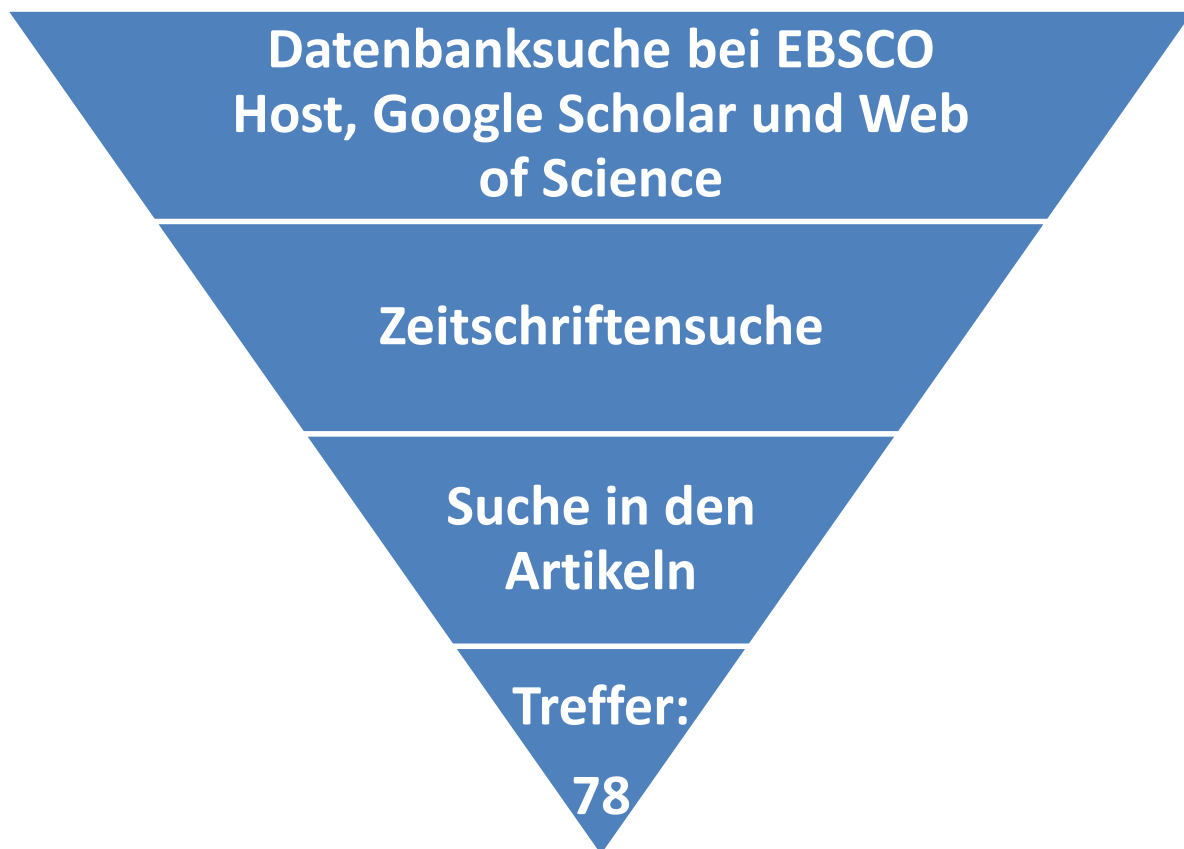 Datenbanksuche bei EBSCO
Host, Google Scholar und Web
of Science
Zeitschriftensuche
Suche in den
Artikeln
Treffer:
78